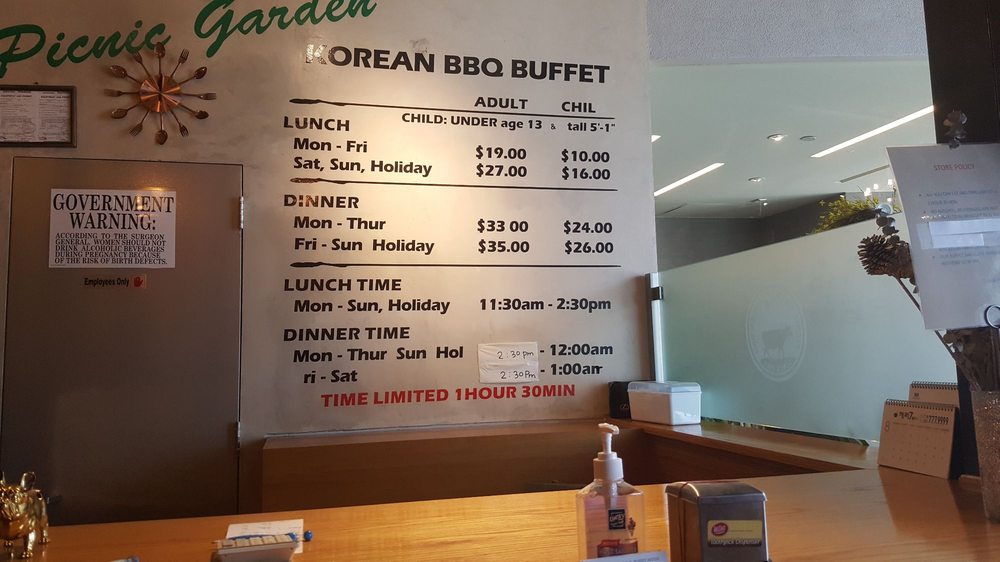 Picnic Garden
KOREAN BBQ BUFFET
ADULT CHIL
LUNCH CHILD: UNDER age 13 & tall 5'-1"
Mon - Fri $19.00 $10.00
Sat, Sun, Holiday $27.00 $16.00
DINNER
Mon - Thur $33 00 $24.00
Fri - Sun Holiday $35.00 $26.00
LUNCH TIME
Mon - Sun, Holiday 11:30am - 2:30pm
DINNER TIME
Mon - Thur Sun Hol 2:30pm - 12:00am
ri - Sat 2:30Pm - 1:00am
TIME LIMITED 1HOUR 30MIN
GOVERNMENT
WARNING:
ACCORDING TO THE SURGEON
GENERAL, WOMEN SHOULD NOT
DRINK ALCOHOLIC BEVERAGES
DURING PREGNANCY BECAUSE
OF THE RISK OF BIRTH DEFECTS.
Employees Only
STORE POLICY
8